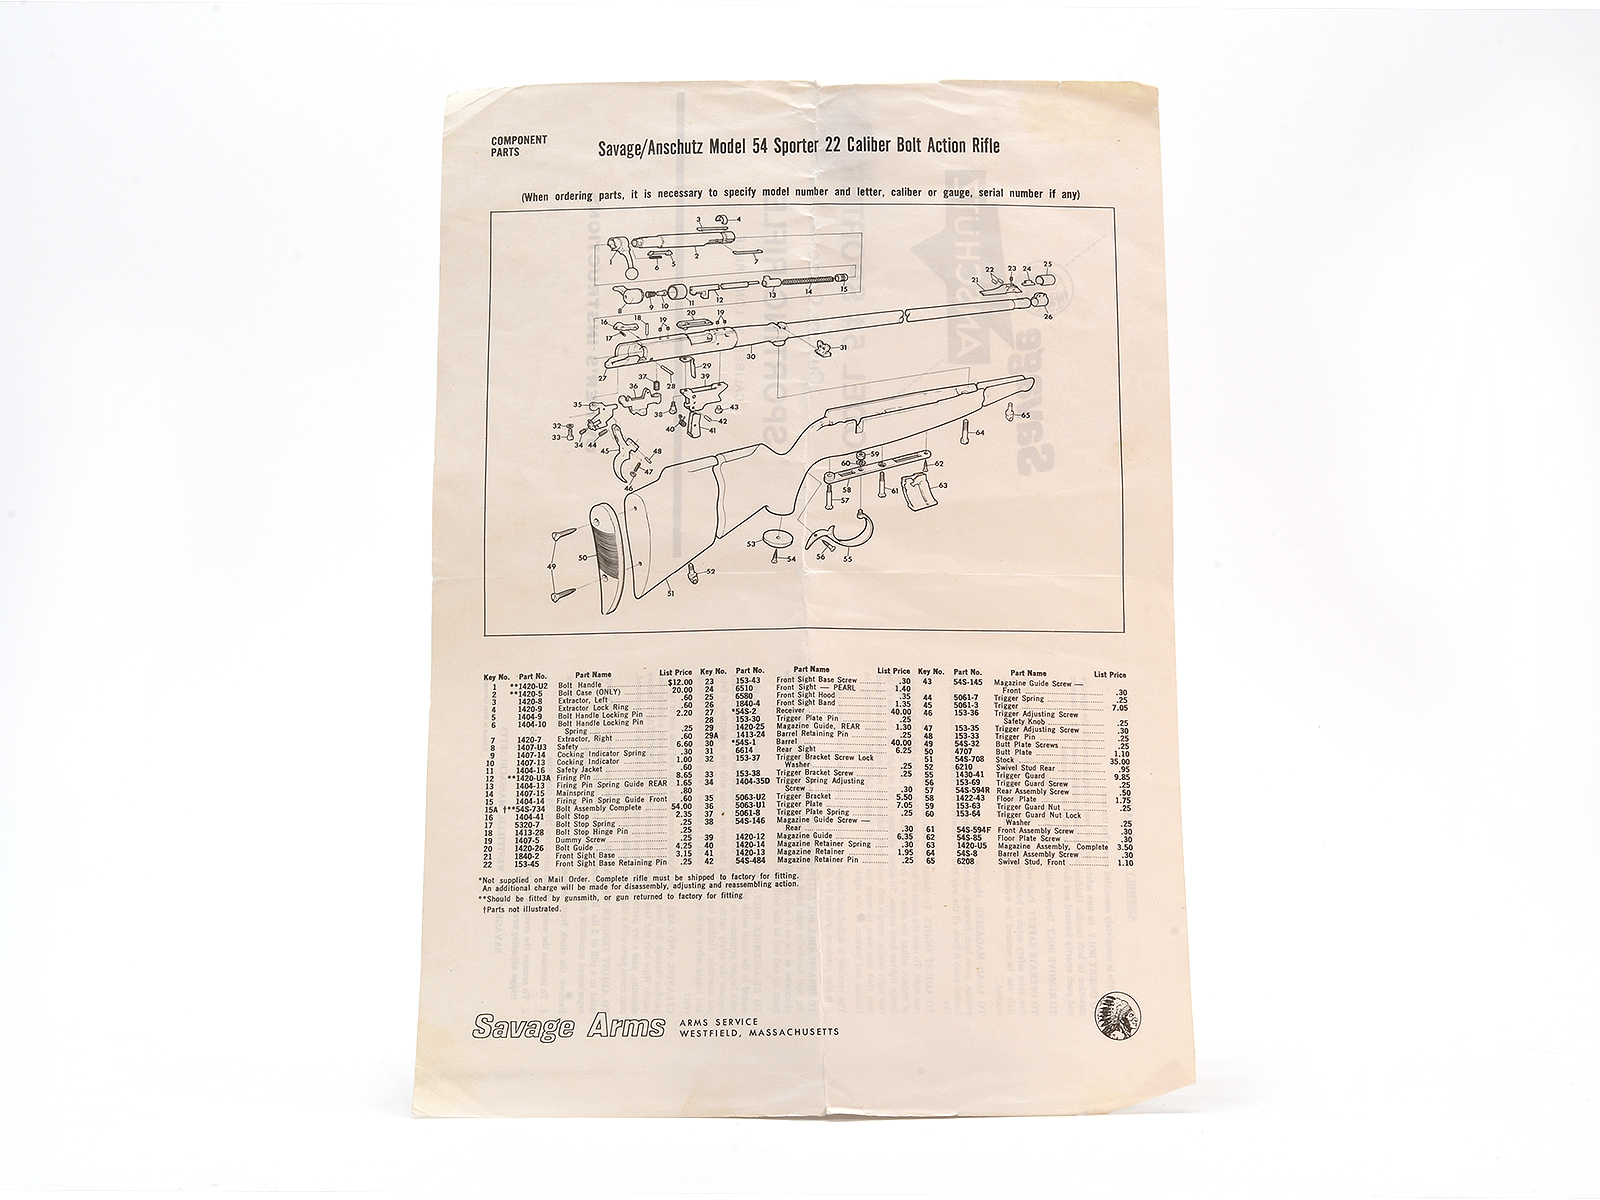 COMPONENT
PARTS
Savage/Anschutz Model 54 Sporter 22 Caliber Bolt Action Rifle
(When ordering parts, it is necessary to specify model number and letter, caliber or gauge, serial number if any)
Key No. Part No. Part Name List Price
1 **1420-U2 Bolt Handle $12.00
2 **1420-5 Bolt Case (ONLY) 20.00
3 1420-8 Extractor, Left .60
4 1420-9 Extractor Lock Ring .60
5 1404-9 Bolt Handle Locking Pin 2.20
6 1404-10 Bolt Handle Locking Pin
Spring .25
7 1420-7 Extractor, Right .60
8 1407-U3 Safety 6.60
9 1407-14 Cocking Indicator Spring .30
10 1407-13 Cocking Indicator 1.00
11 1404-16 Safety Jacket .60
12 **1420-U3A Firing Pin 8.65
13 1404-13 Firing Pin Spring Guide REAR 1.65
14 1407-15 Mainspring .80
15 1404-14 Firing Pin Spring Guide Front .60
15A †**54S-734 Bolt Assembly Complete 54.00
16 1404-41 Bolt Stop 2.35
17 5320-7 Bolt Stop Spring .25
18 1413-28 Bolt Stop Hinge Pin .25
19 1407-5 Dummy Screw .25
20 1420-26 Bolt Guide 4.25
21 1840-2 Front Sight Base 3.15
22 153-45 Front Sight Base Retaining Pin .25
Key No. Part No. Part Name List Price
23 153-43 Front Sight Base Screw .30
24 6510 Front Sight — PEARL 1.40
25 6580 Front Sight Hood .35
26 1840-4 Front Sight Band 1.35
27 *54S-2 Receiver 40.00
28 153-30 Trigger Plate Pin .25
29 1420-25 Magazine Guide, REAR 1.30
29A 1413-24 Barrel Retaining Pin .25
30 *54S-1 Barrel 40.00
31 6614 Rear Sight 6.25
32 153-37 Trigger Bracket Screw Lock
Washer .25
33 153-38 Trigger Bracket Screw .25
34 1404-35D Trigger Spring Adjusting
Screw .30
35 5063-U2 Trigger Bracket 5.50
36 5063-U1 Trigger Plate 7.05
37 5061-8 Trigger Plate Spring .25
38 54S-146 Magazine Guide Screw —
Rear .30
39 1420-12 Magazine Guide 6.35
40 1420-14 Magazine Retainer Spring .30
41 1420-13 Magazine Retainer 1.95
42 54S-484 Magazine Retainer Pin .25
Key No. Part No. Part Name List Price
43 54S-145 Magazine Guide Screw —
Front .30
44 5061-7 Trigger Spring .25
45 5061-3 Trigger 7.05
46 153-36 Trigger Adjusting Screw
Safety Knob .25
47 153-35 Trigger Adjusting Screw .30
48 153-33 Trigger Pin .25
49 54S-32 Butt Plate Screws .25
50 4707 Butt Plate 1.10
51 54S-708 Stock 35.00
52 6210 Swivel Stud Rear .95
55 1430-41 Trigger Guard 9.85
56 153-69 Trigger Guard Screw .25
57 54S-594R Rear Assembly Screw .50
58 1422-43 Floor Plate 1.75
59 153-63 Trigger Guard Nut .25
60 153-64 Trigger Guard Nut Lock
Washer .25
61 54S-594F Front Assembly Screw .30
62 54S-85 Floor Plate Screw .30
63 1420-U5 Magazine Assembly, Complete 3.50
64 54S-8 Barrel Assembly Screw .30
65 6208 Swivel Stud, Front 1.10
*Not supplied on Mail Order. Complete rifle must be shipped to factory for fitting.
An additional charge will be made for disassembly, adjusting and reassembling action.
**Should be fitted by gunsmith, or gun returned to factory for fitting
†Parts not illustrated.
Savage Arms
ARMS SERVICE
WESTFIELD, MASSACHUSETTS